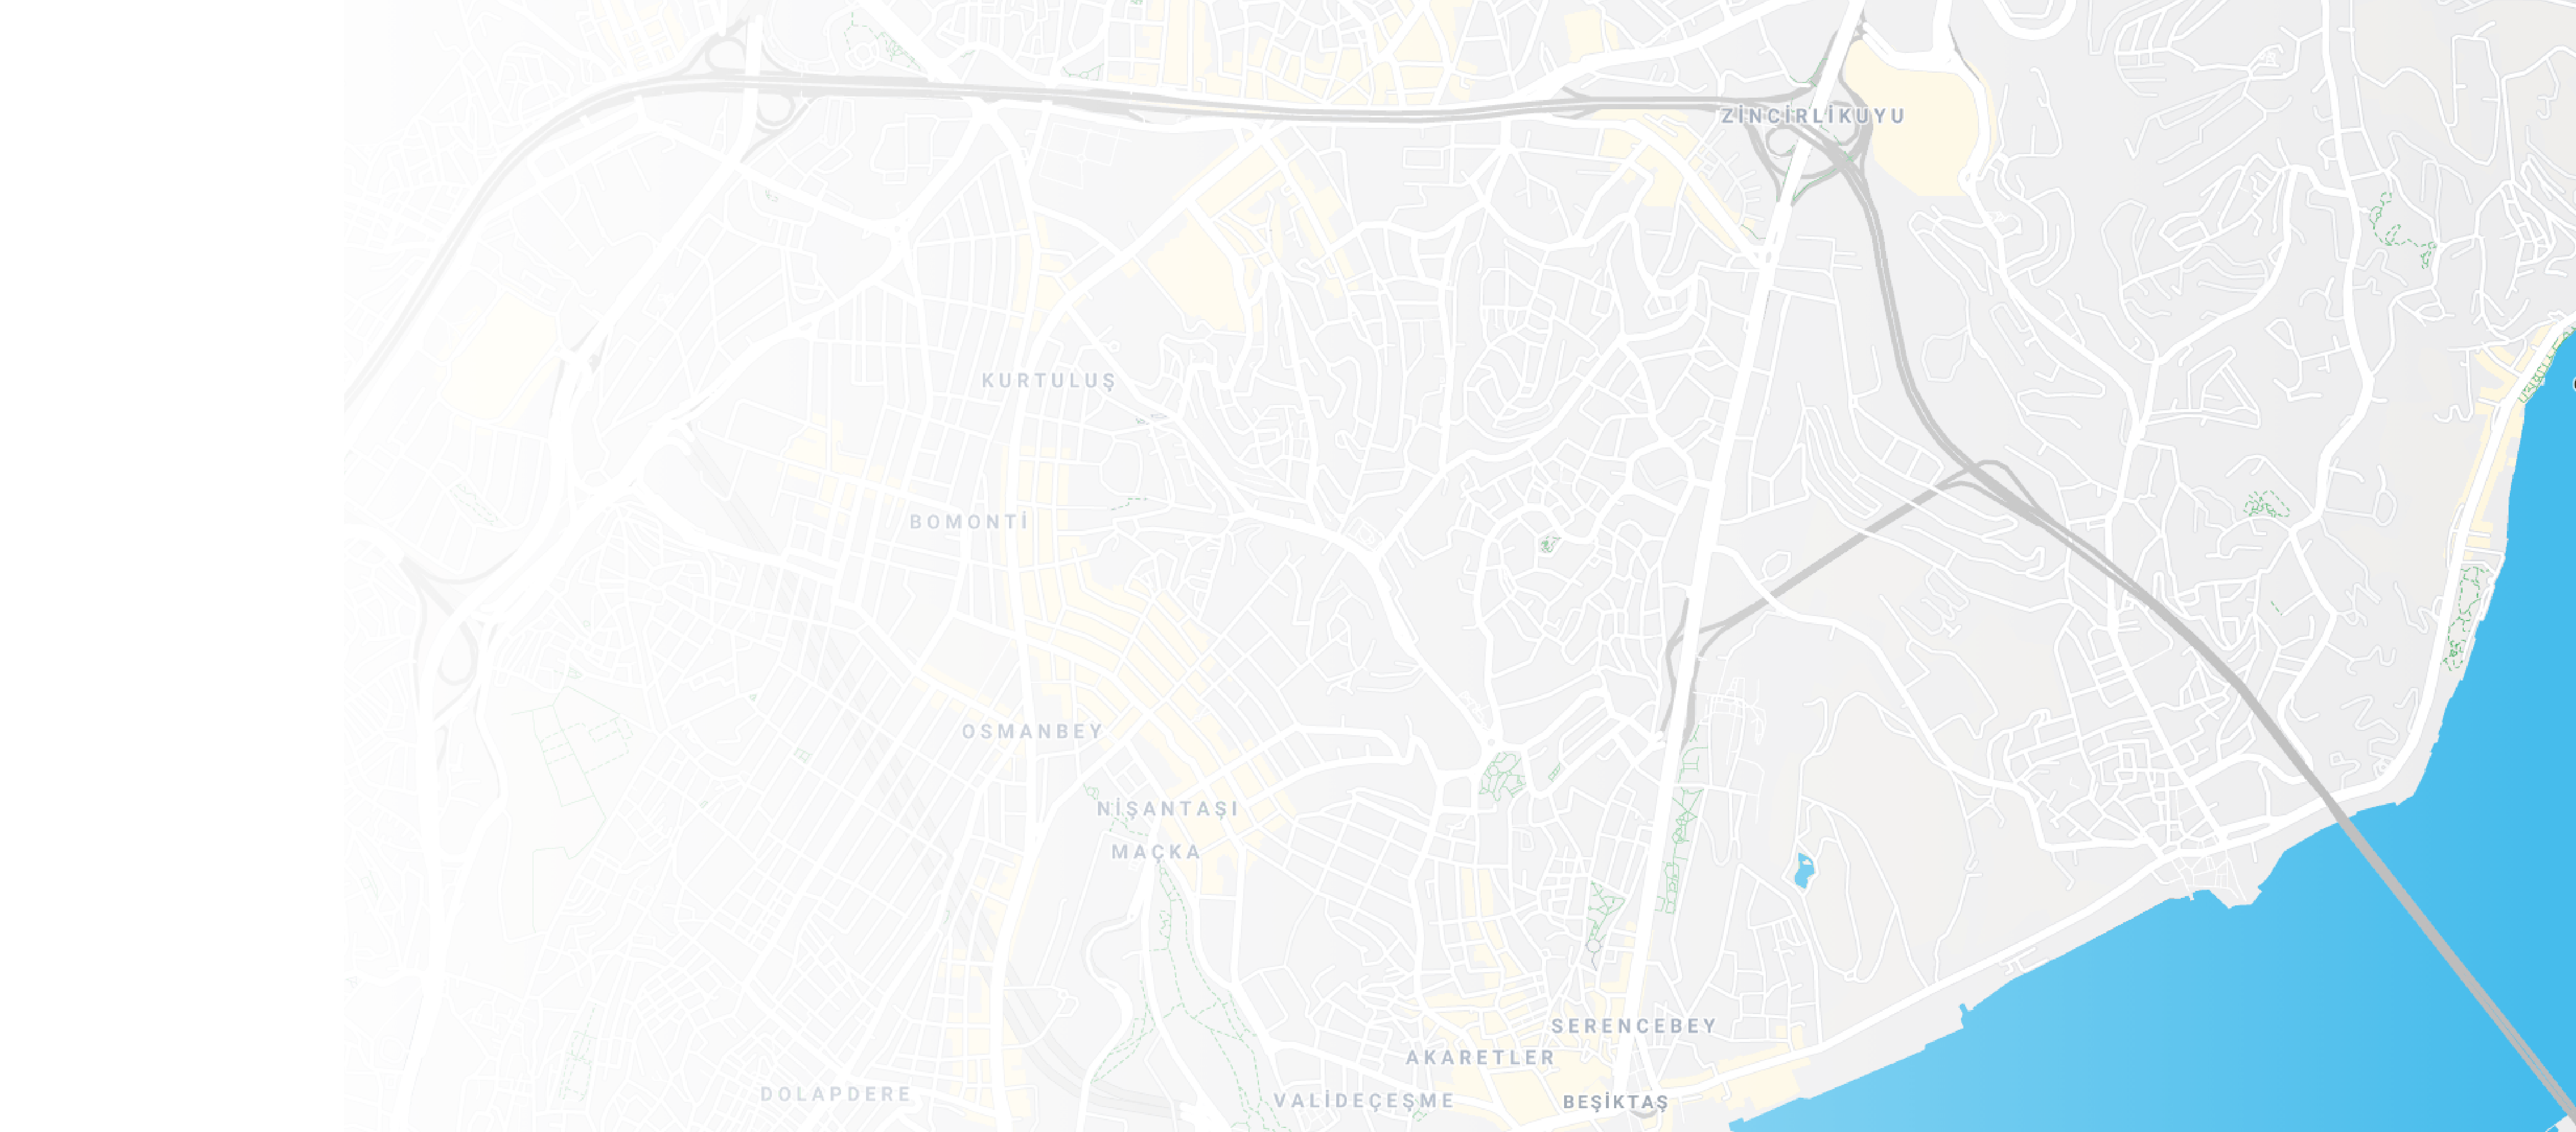 ZİNCİRLİKUYU
KURTULUŞ
BOMONTİ
OSMANBEY
NİŞANTAŞI
MAÇKA
SERENCEBEY
AKARETLER
DOLAPDERE
VALİDEÇEŞME
BEŞİKTAŞ